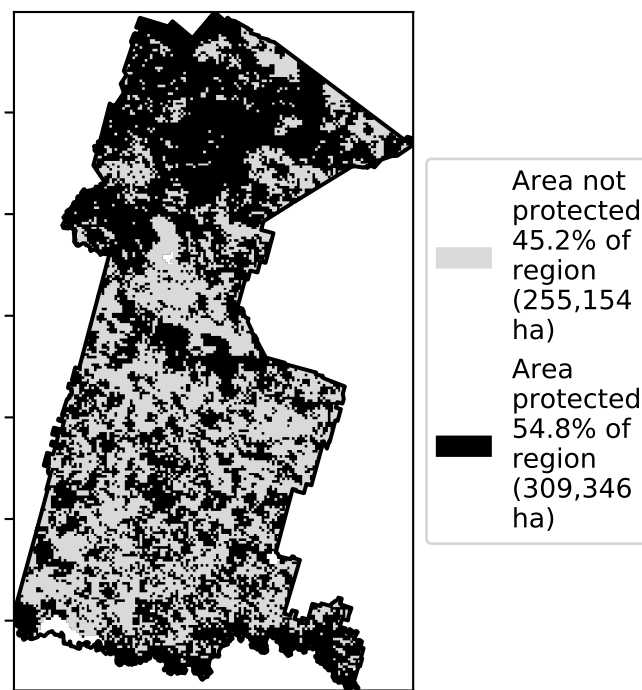 Area not
protected
45.2% of
region
(255,154
ha)
Area
protected
54.8% of
region
(309,346
ha)